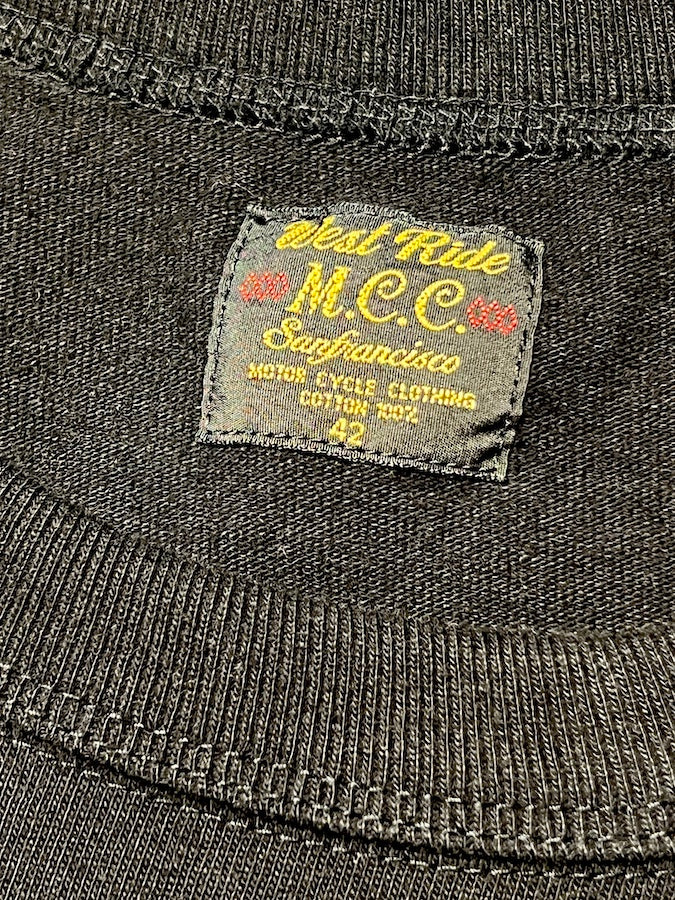 West Ride
M.C.C.
Sanfrancisco
MOTOR CYCLE CLOTHING
COTTON 100%
42